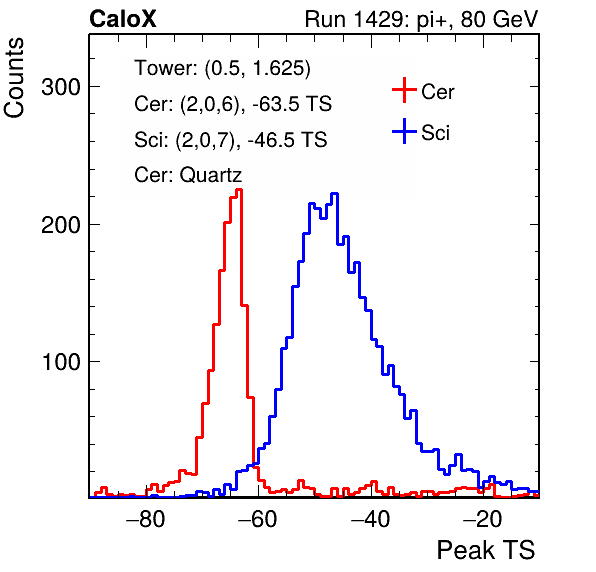 CaloX Run 1429: pi+, 80 GeV
Counts
Tower: (0.5, 1.625)
Cer: (2,0,6), -63.5 TS
Sci: (2,0,7), -46.5 TS
Cer: Quartz
Cer
Sci
300
200
100
−80 −60 −40 −20
Peak TS